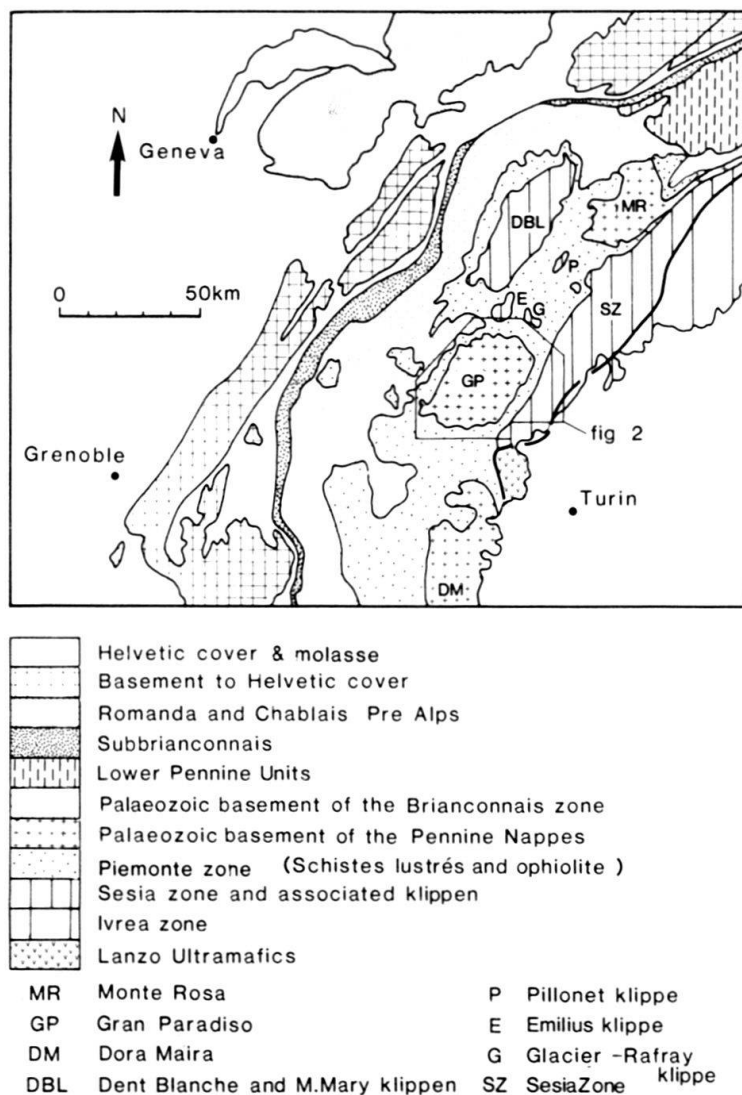 N
Geneva
0 50km
DBL
MR
P
E
G
SZ
GP
fig 2
Grenoble
Turin
DM
Helvetic cover & molasse
Basement to Helvetic cover
Romanda and Chablais Pre Alps
Subbrianconnais
Lower Pennine Units
Palaeozoic basement of the Brianconnais zone
Palaeozoic basement of the Pennine Nappes
Piemonte zone (Schistes lustrés and ophiolite )
Sesia zone and associated klippen
Ivrea zone
Lanzo Ultramafics
MR Monte Rosa
GP Gran Paradiso
DM Dora Maira
DBL Dent Blanche and M.Mary klippen
P Pillonet klippe
E Emilius klippe
G Glacier -Rafray klippe
SZ SesiaZone